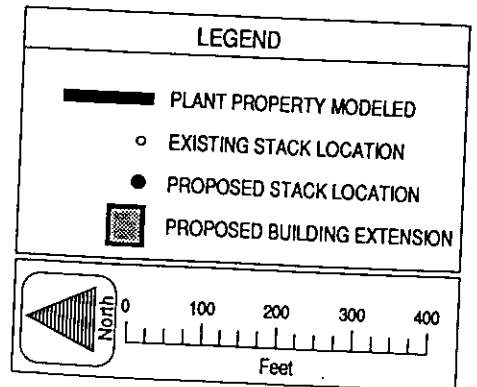 LEGEND
PLANT PROPERTY MODELED
EXISTING STACK LOCATION
PROPOSED STACK LOCATION
PROPOSED BUILDING EXTENSION
North
0 100 200 300 400
Feet